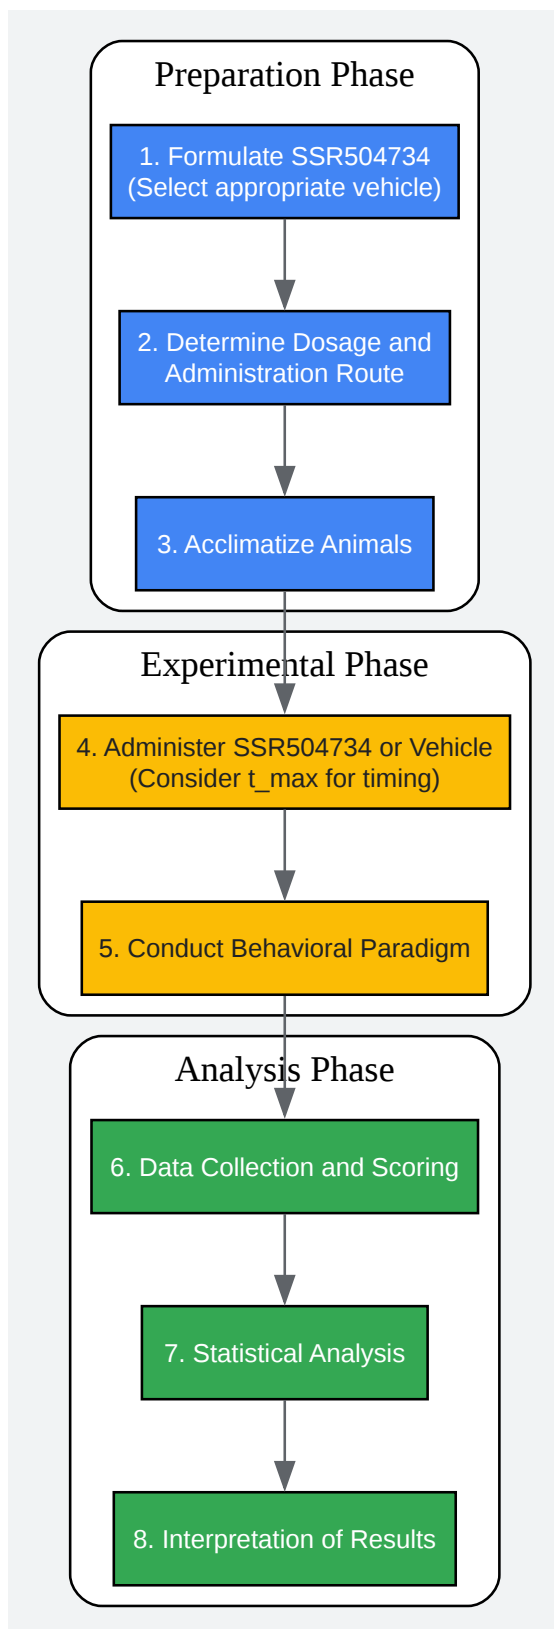 Preparation Phase
1. Formulate SSR504734
(Select appropriate vehicle)
2. Determine Dosage and
Administration Route
3. Acclimatize Animals
Experimental Phase
4. Administer SSR504734 or Vehicle
(Consider t_max for timing)
5. Conduct Behavioral Paradigm
Analysis Phase
6. Data Collection and Scoring
7. Statistical Analysis
8. Interpretation of Results